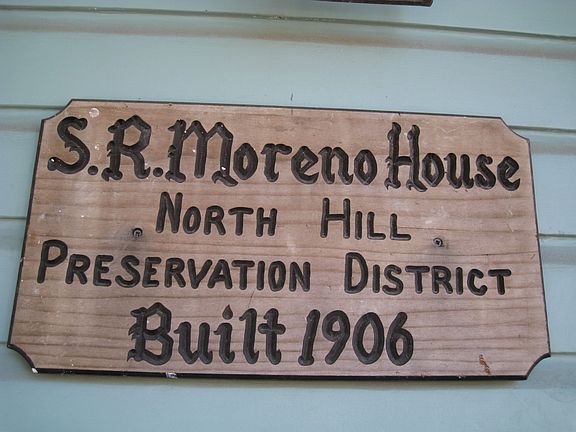 S.R. Moreno House
North Hill
Preservation District
Built 1906